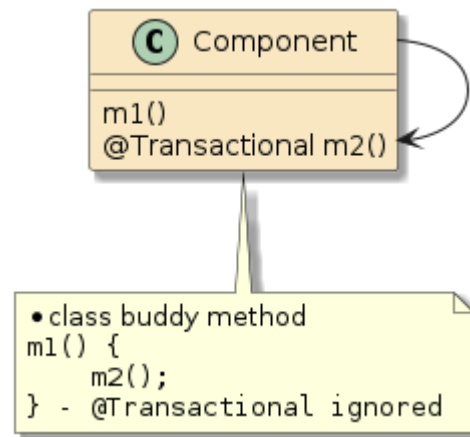 C Component
m1()
@Transactional m2()
•class buddy method
m1() {
    m2();
} - @Transactional ignored